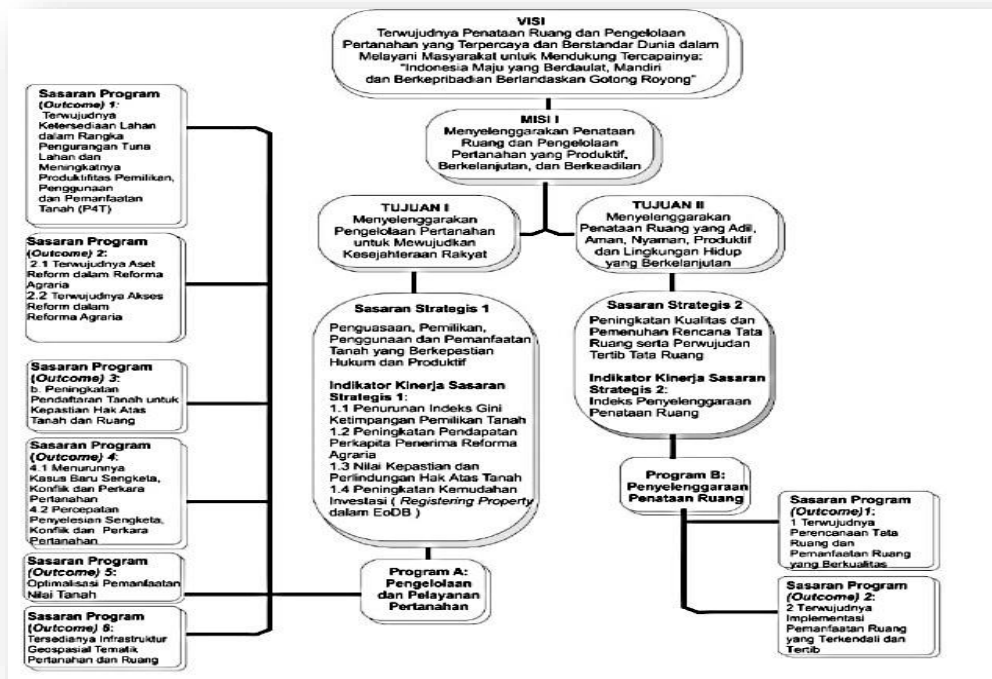 VISI
Terwujudnya Penataan Ruang dan Pengelolaan
Pertanahan yang Terpercaya dan Berstandar Dunia dalam
Melayani Masyarakat untuk Mendukung Tercapainya:
"Indonesia Maju yang Berdaulat, Mandiri
dan Berkepribadian Berlandaskan Gotong Royong"
MISI I
Menyelenggarakan Penataan
Ruang dan Pengelolaan
Pertanahan yang Produktif,
Berkelanjutan, dan Berkeadilan
TUJUAN I
Menyelenggarakan
Pengelolaan Pertanahan
untuk Mewujudkan
Kesejahteraan Rakyat
TUJUAN II
Menyelenggarakan
Penataan Ruang yang Adil,
Aman, Nyaman, Produktif
dan Lingkungan Hidup
yang Berkelanjutan
Sasaran Strategis 1
Penguasaan, Pemilikan,
Penggunaan dan Pemanfaatan
Tanah yang Berkepastian
Hukum dan Produktif
Indikator Kinerja Sasaran
Strategis 1:
1.1 Penurunan Indeks Gini
Ketimpangan Pemilikan Tanah
1.2 Peningkatan Pendapatan
Perkapita Penerima Reforma
Agraria
1.3 Nilai Kepastian dan
Perlindungan Hak Atas Tanah
1.4 Peningkatan Kemudahan
Investasi ( Registering Property
dalam EoDB )
Sasaran Strategis 2
Peningkatan Kualitas dan
Pemenuhan Rencana Tata
Ruang serta Perwujudan
Tertib Tata Ruang
Indikator Kinerja Sasaran
Strategis 2:
Indeks Penyelenggaraan
Penataan Ruang
Program A:
Pengelolaan
dan Pelayanan
Pertanahan
Program B:
Penyelenggaraan
Penataan Ruang
Sasaran Program
(Outcome) 1:
Terwujudnya
Ketersediaan Lahan
dalam Rangka
Pengurangan Tuna
Lahan dan
Meningkatnya
Produktifitas Pemilikan,
Penggunaan
dan Pemanfaatan
Tanah (P4T)
Sasaran Program
(Outcome) 2:
2.1 Terwujudnya Aset
Reform dalam Reforma
Agraria
2.2 Terwujudnya Akses
Reform dalam
Reforma Agraria
Sasaran Program
(Outcome) 3:
b. Peningkatan
Pendaftaran Tanah untuk
Kepastian Hak Atas
Tanah dan Ruang
Sasaran Program
(Outcome) 4:
4.1 Menurunnya
Kasus Baru Sengketa,
Konflik dan Perkara
Pertanahan
4.2 Percepatan
Penyelesian Sengketa,
Konflik dan Perkara
Pertanahan
Sasaran Program
(Outcome) 5:
Optimalisasi Pemanfaatan
Nilai Tanah
Sasaran Program
(Outcome) 6:
Tersedianya Infrastruktur
Geospasial Tematik
Pertanahan dan Ruang
Sasaran Program
(Outcome)1:
1 Terwujudnya
Perencanaan Tata
Ruang dan
Pemanfaatan Ruang
yang Berkualitas
Sasaran Program
(Outcome) 2:
2 Terwujudnya
Implementasi
Pemanfaatan Ruang
yang Terkendali dan
Tertib